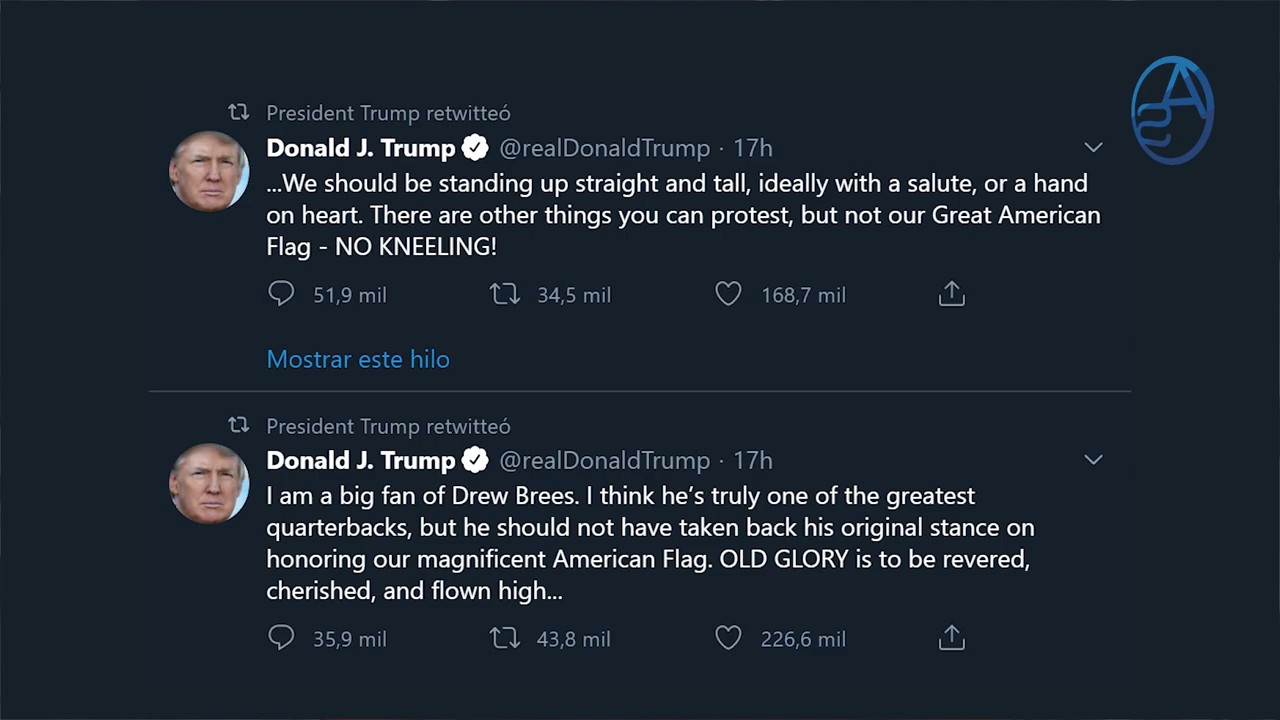 President Trump retwitteó
Donald J. Trump @realDonaldTrump · 17h
...We should be standing up straight and tall, ideally with a salute, or a hand
on heart. There are other things you can protest, but not our Great American
Flag - NO KNEELING!
51,9 mil 34,5 mil 168,7 mil
Mostrar este hilo
President Trump retwitteó
Donald J. Trump @realDonaldTrump · 17h
I am a big fan of Drew Brees. I think he’s truly one of the greatest
quarterbacks, but he should not have taken back his original stance on
honoring our magnificent American Flag. OLD GLORY is to be revered,
cherished, and flown high...
35,9 mil 43,8 mil 226,6 mil